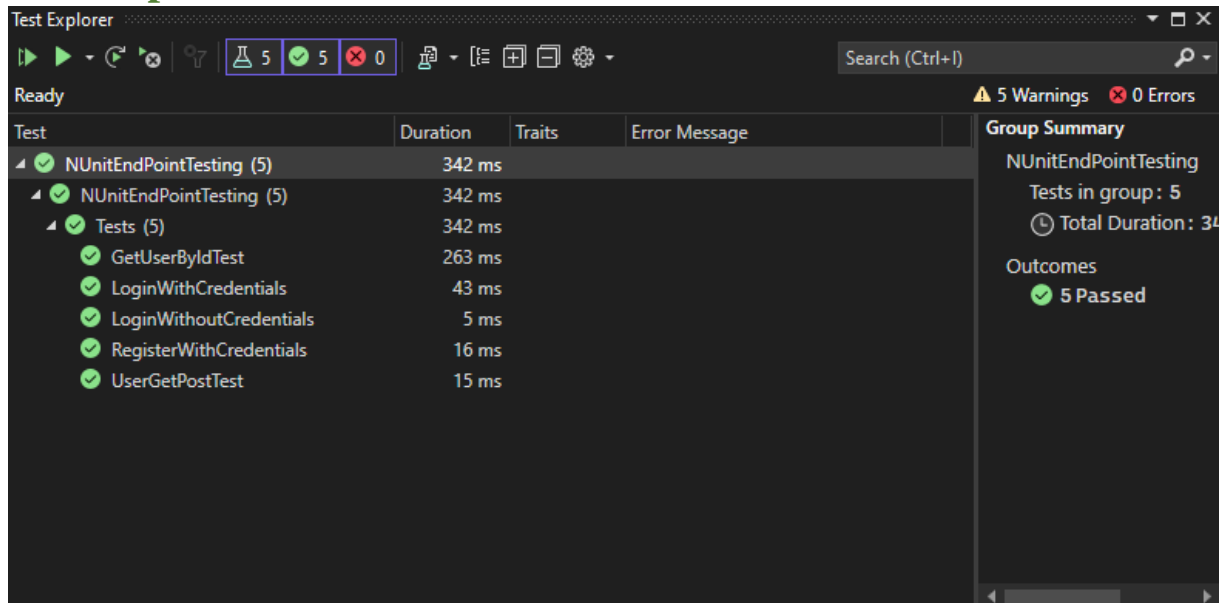 Test Explorer
5 5 0
Search (Ctrl+I)
Ready
5 Warnings 0 Errors
Test Duration Traits Error Message
NUnitEndPointTesting (5) 342 ms
NUnitEndPointTesting (5) 342 ms
Tests (5) 342 ms
GetUserByIdTest 263 ms
LoginWithCredentials 43 ms
LoginWithoutCredentials 5 ms
RegisterWithCredentials 16 ms
UserGetPostTest 15 ms
Group Summary
NUnitEndPointTesting
Tests in group: 5
Total Duration: 34
Outcomes
5 Passed